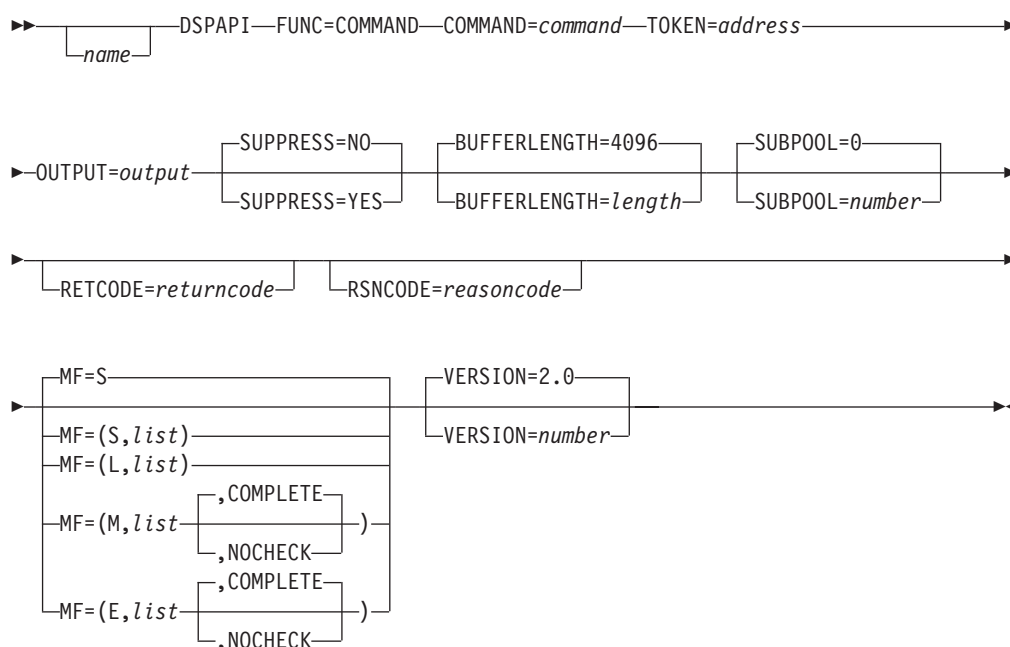 DSPAPI FUNC=COMMAND COMMAND=command TOKEN=address
name
SUPPRESS=NO BUFFERLENGTH=4096 SUBPOOL=0
OUTPUT=output
SUPPRESS=YES BUFFERLENGTH=length SUBPOOL=number
RETCODE=returncode RSNCODE=reasoncode
MF=S VERSION=2.0
MF=(S,list) VERSION=number
MF=(L,list)
,COMPLETE
MF=(M,list )
,NOCHECK
,COMPLETE
MF=(E,list )
,NOCHECK